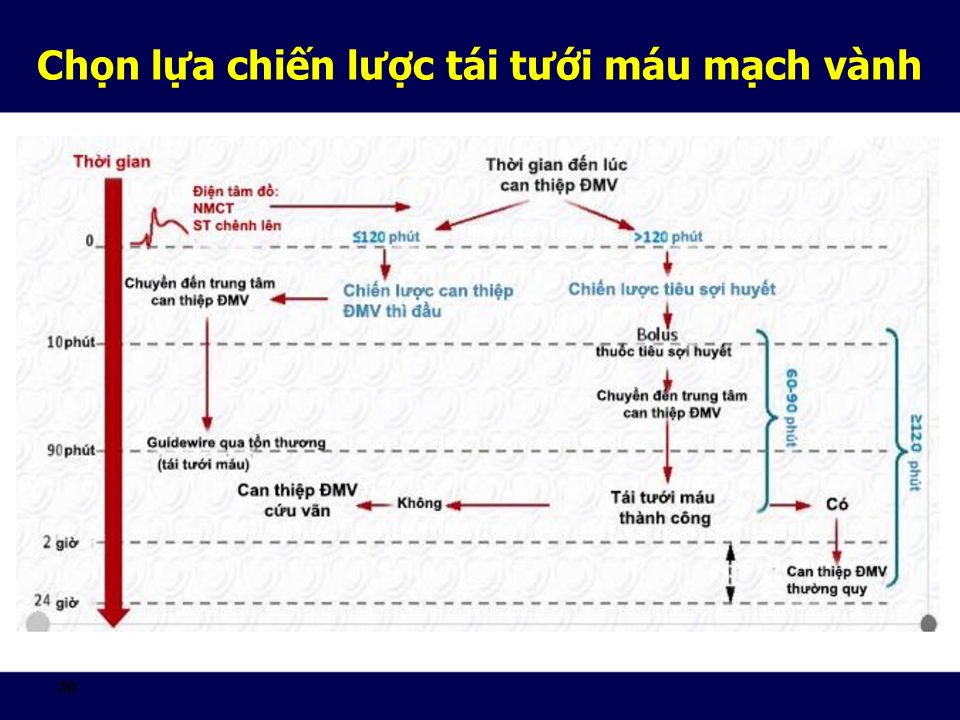 Chọn lựa chiến lược tái tưới máu mạch vành
Thời gian
Thời gian đến lúc
can thiệp ĐMV
Điện tâm đồ:
NMCT
ST chênh lên
0
≤120 phút
>120 phút
Chuyển đến trung tâm
can thiệp ĐMV
Chiến lược can thiệp
ĐMV thì đầu
Chiến lược tiêu sợi huyết
10phút
Bolus
thuốc tiêu sợi huyết
60-90 phút
≥120 phút
Chuyển đến trung tâm
can thiệp ĐMV
90phút
Guidewire qua tổn thương
(tái tưới máu)
Can thiệp ĐMV
cứu vãn
Không
Tái tưới máu
thành công
Có
2 giờ
Can thiệp ĐMV
thường quy
24 giờ
30